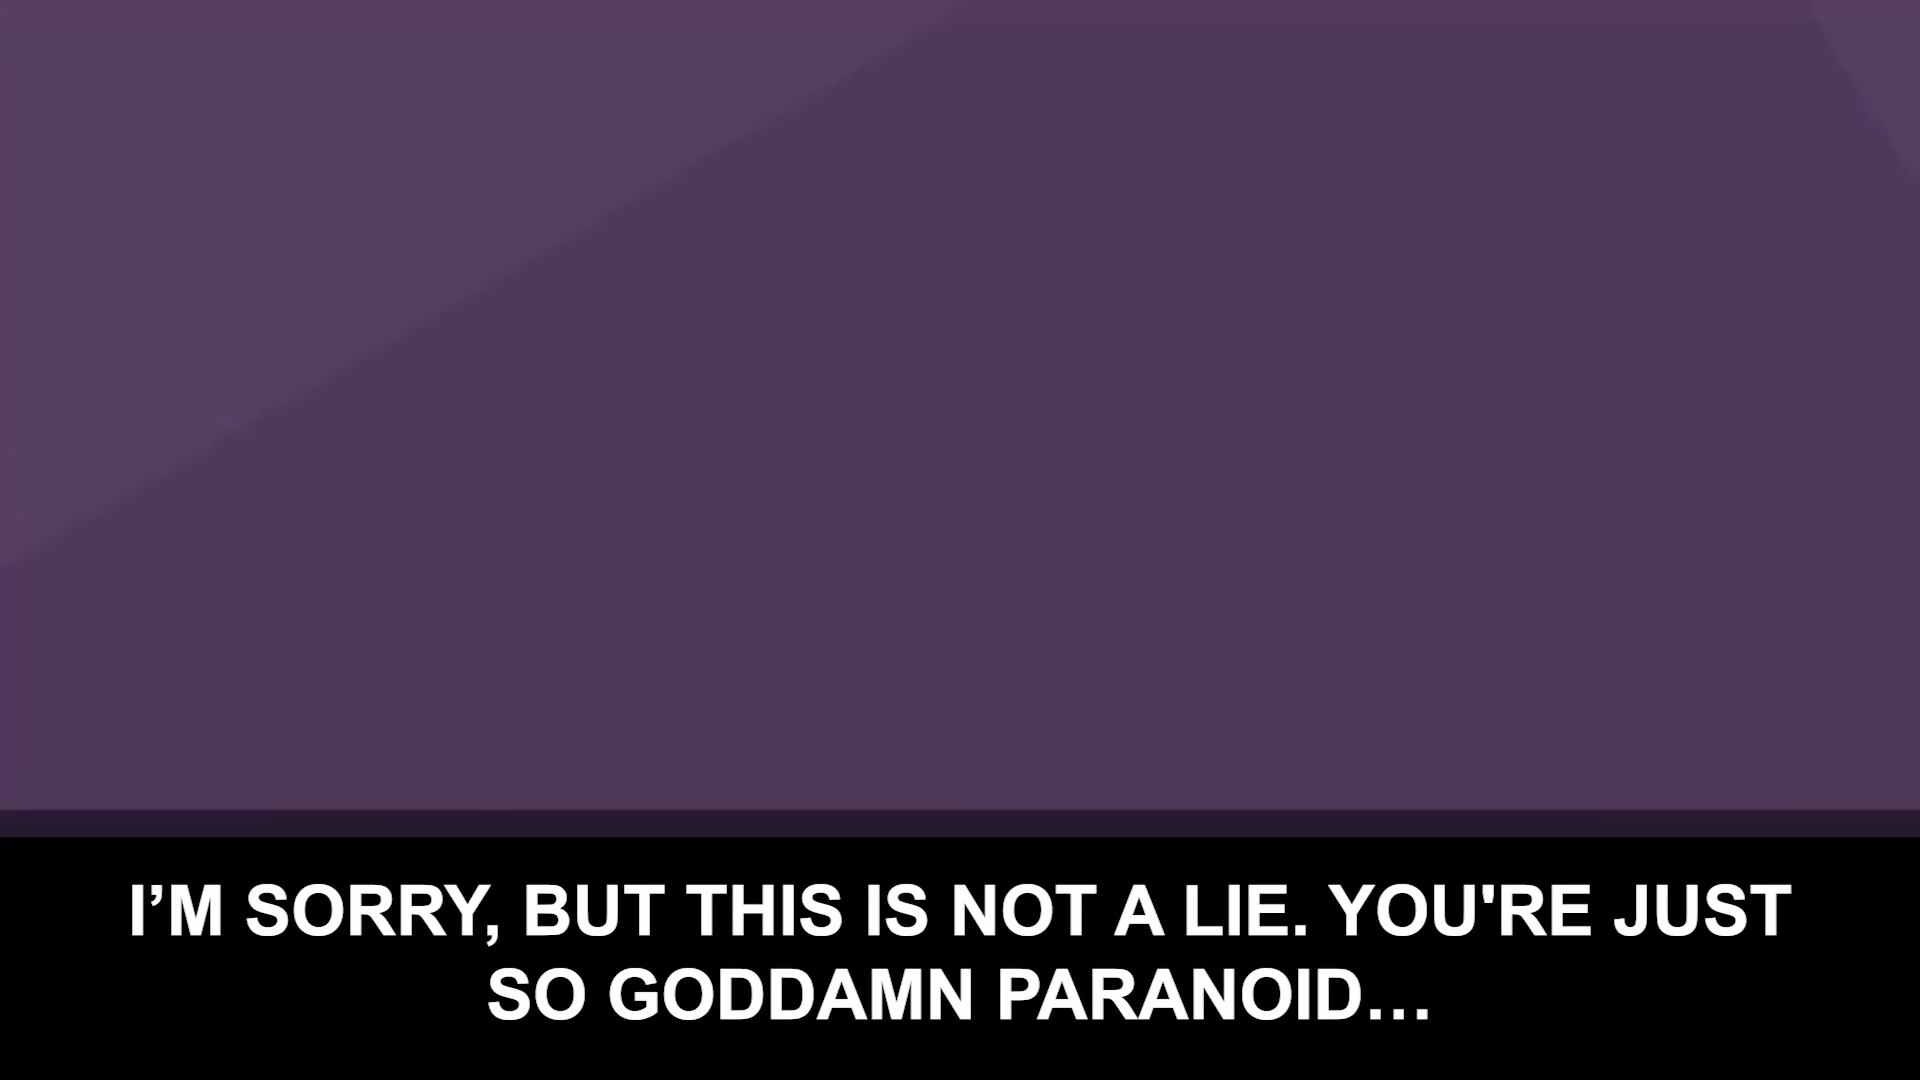 I’M SORRY, BUT THIS IS NOT A LIE. YOU'RE JUST
SO GODDAMN PARANOID…